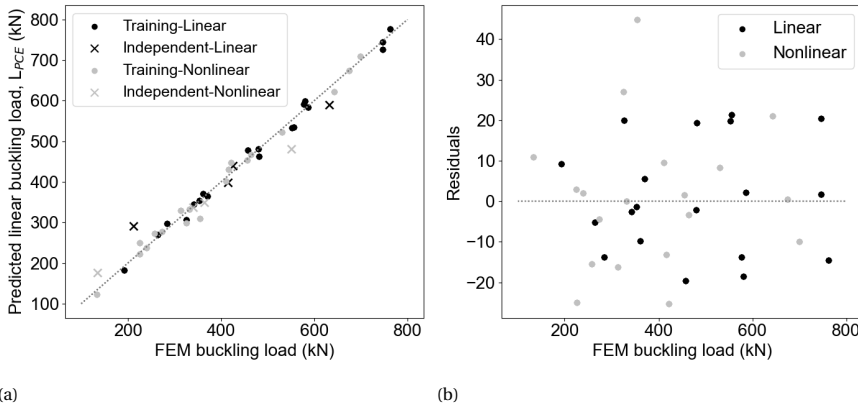 Predicted linear buckling load, L_PCE (kN)
800
700
600
500
400
300
200
100
Training-Linear
Independent-Linear
Training-Nonlinear
Independent-Nonlinear
200 400 600 800
FEM buckling load (kN)
(a)
Residuals
40
30
20
10
0
−10
−20
Linear
Nonlinear
200 400 600 800
FEM buckling load (kN)
(b)